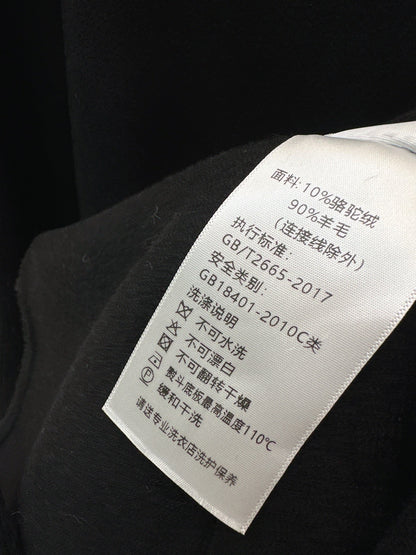 面料:10%骆驼绒
90%羊毛
(连接线除外)
执行标准:
GB/T2665-2017
安全类别:
GB18401-2010C类
洗涤说明
不可水洗
不可漂白
不可翻转干燥
熨斗底板最高温度110℃
缓和干洗
请送专业洗衣店洗护保养